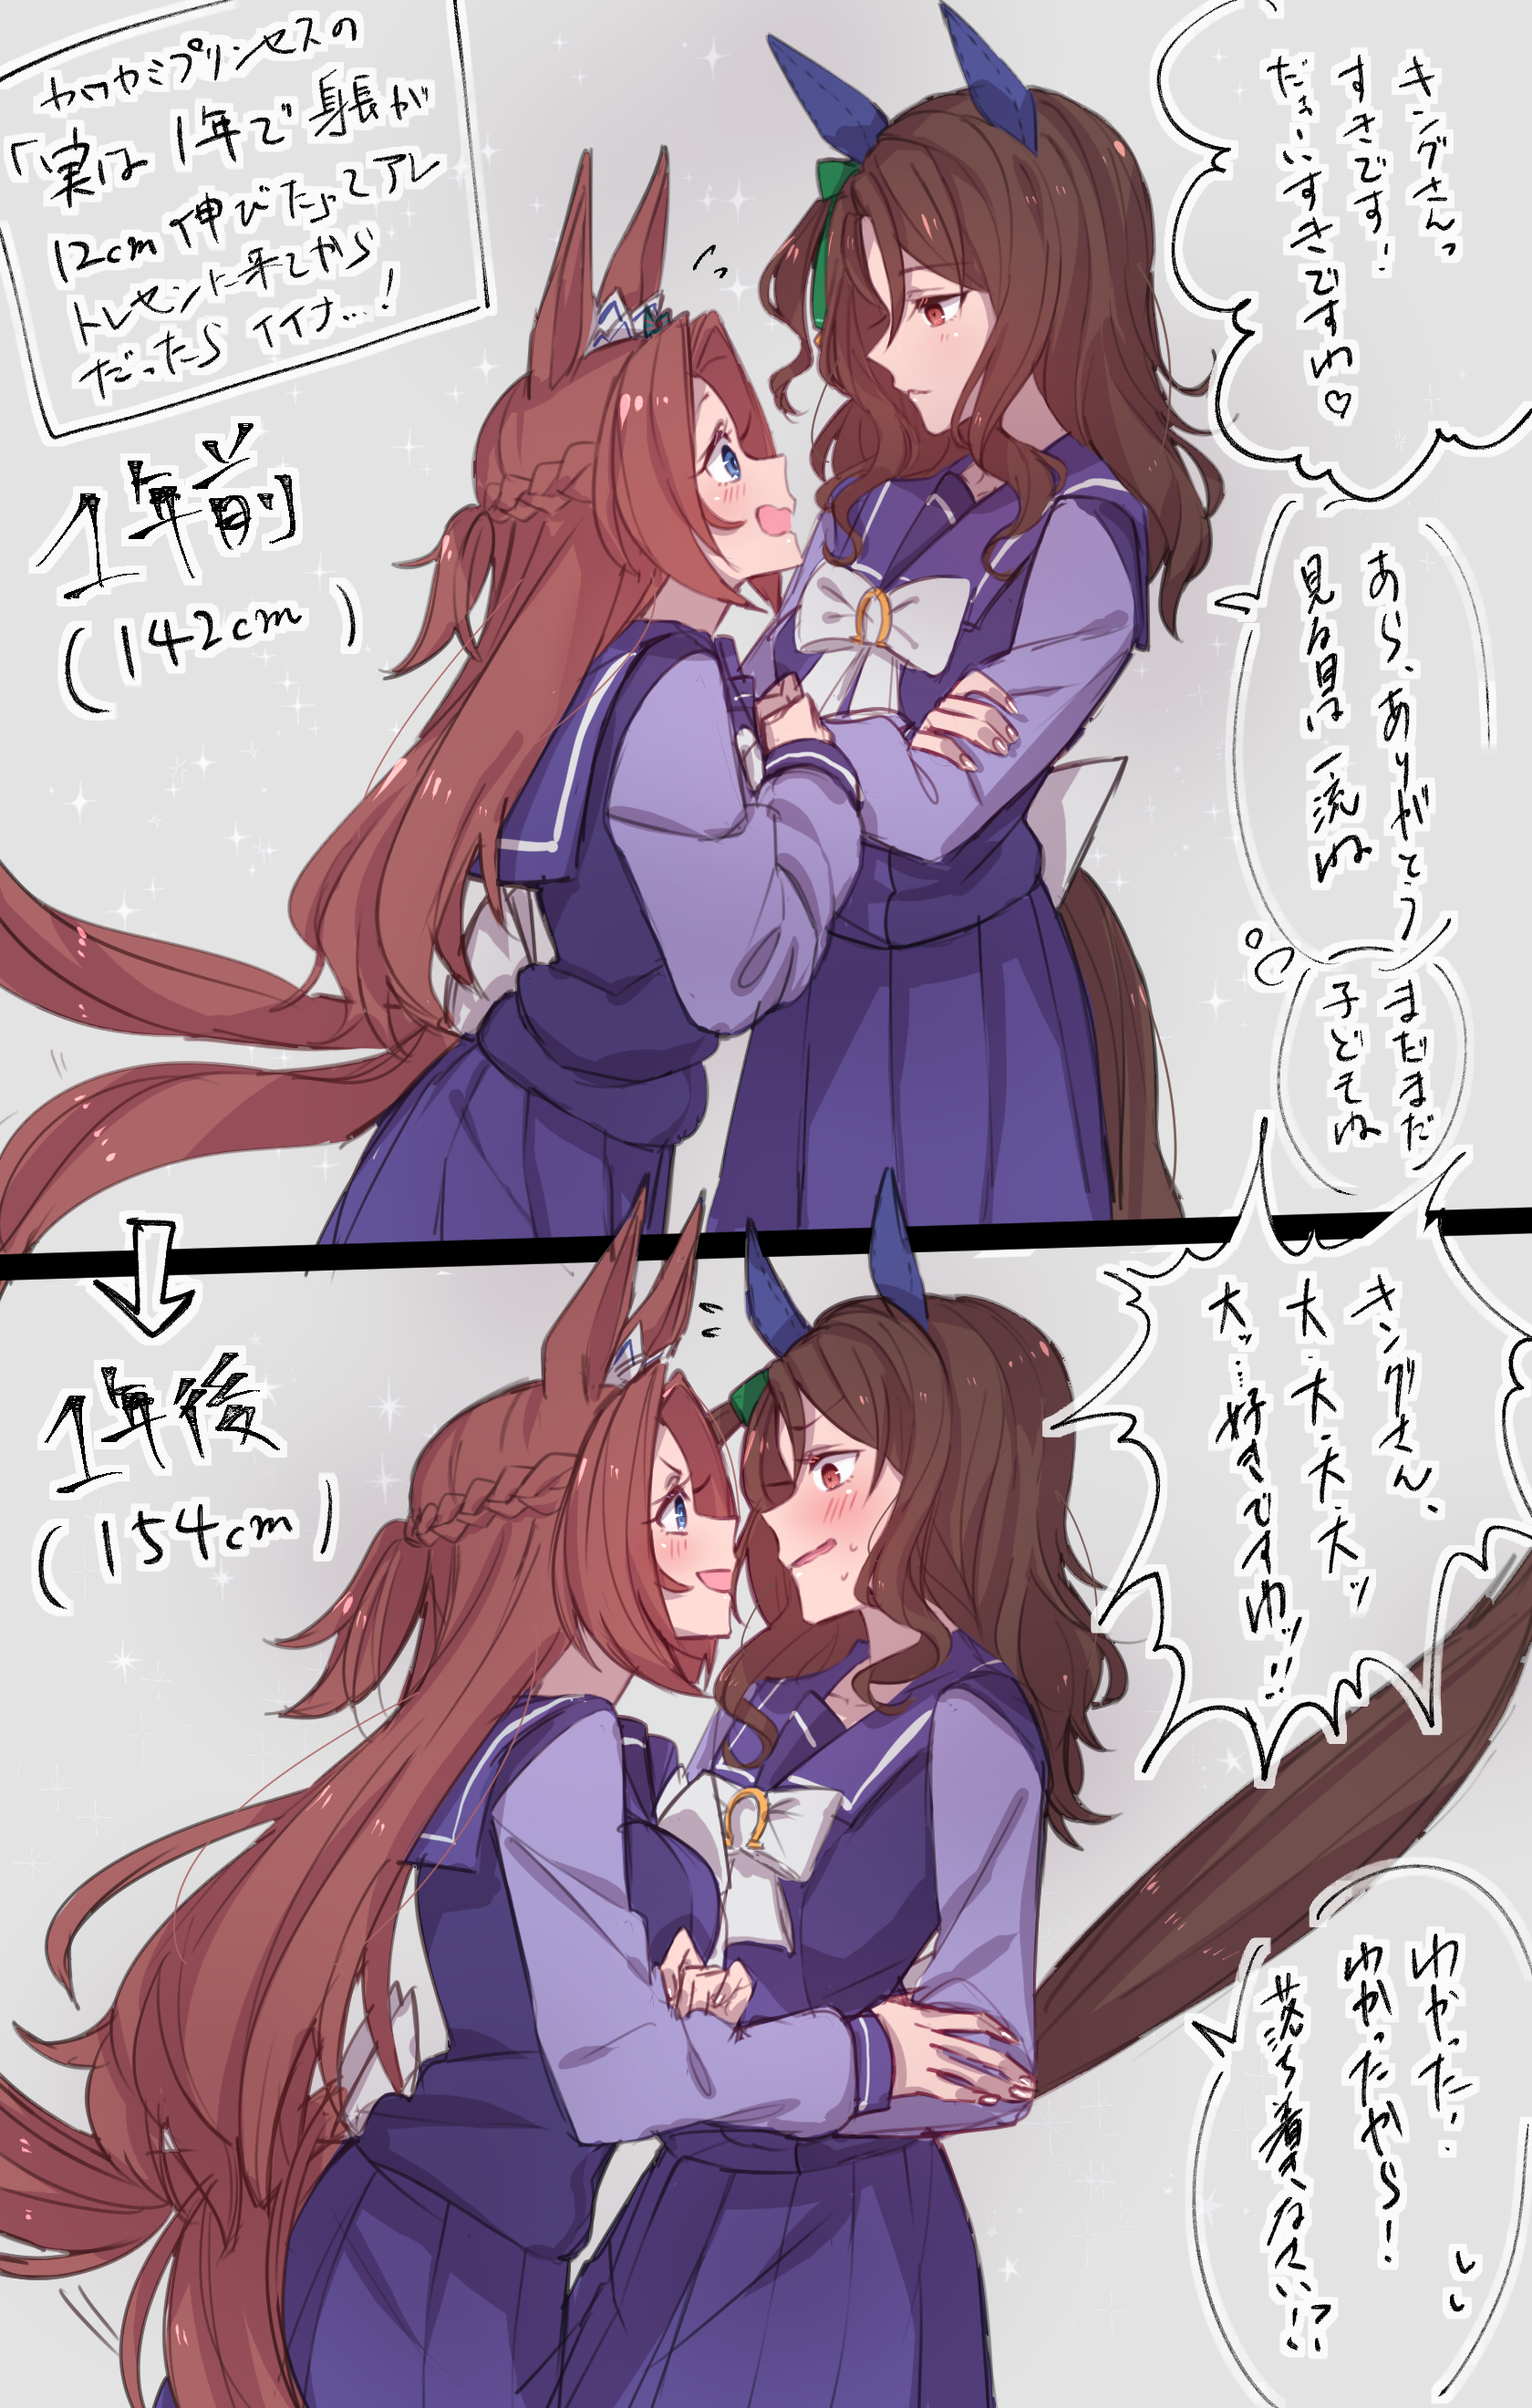 カワカミプリンセスの
「実は1年で身長が
12cm伸びたってアレ
トレセンに来てから
だったらイイナ…!
1年前
(142cm)
キングさんっ
すきです!
だぁいすきですわ♡
あら、ありがとう
見る目は一流ね
まだまだ
子どもね
↓
1年後
(154cm)
キングさん、
大・大・大・大ッ
大ッ…好きですわッ!!
わかった・
わかったから!
落ち着きなさい!?